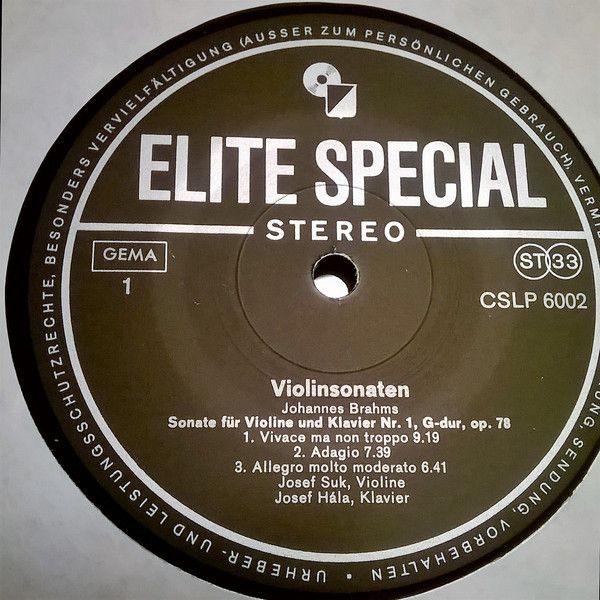 ELITE SPECIAL
STEREO
GEMA
1
ST 33
CSLP 6002
Violinsonaten
Johannes Brahms
Sonate für Violine und Klavier Nr. 1, G-dur, op. 78
1. Vivace ma non troppo 9.19
2. Adagio 7.39
3. Allegro molto moderato 6.41
Josef Suk, Violine
Josef Hála, Klavier
URHEBER- UND LEISTUNGSSCHUTZRECHTE, BESONDERS VERVIELFÄLTIGUNG (AUSSER ZUM PERSÖNLICHEN GEBRAUCH), VERMIE
SENDUNG, VORBEHALTEN •